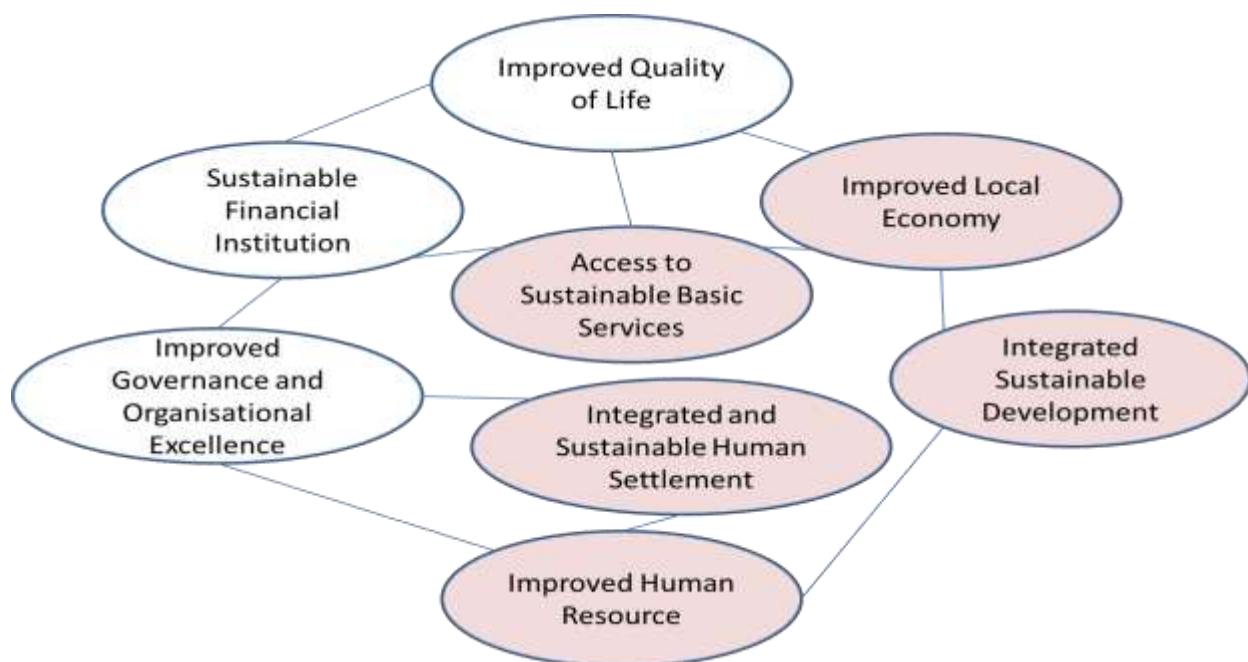 Improved Quality
of Life
Sustainable
Financial
Institution
Improved Local
Economy
Access to
Sustainable Basic
Services
Improved
Governance and
Organisational
Excellence
Integrated
Sustainable
Development
Integrated and
Sustainable Human
Settlement
Improved Human
Resource